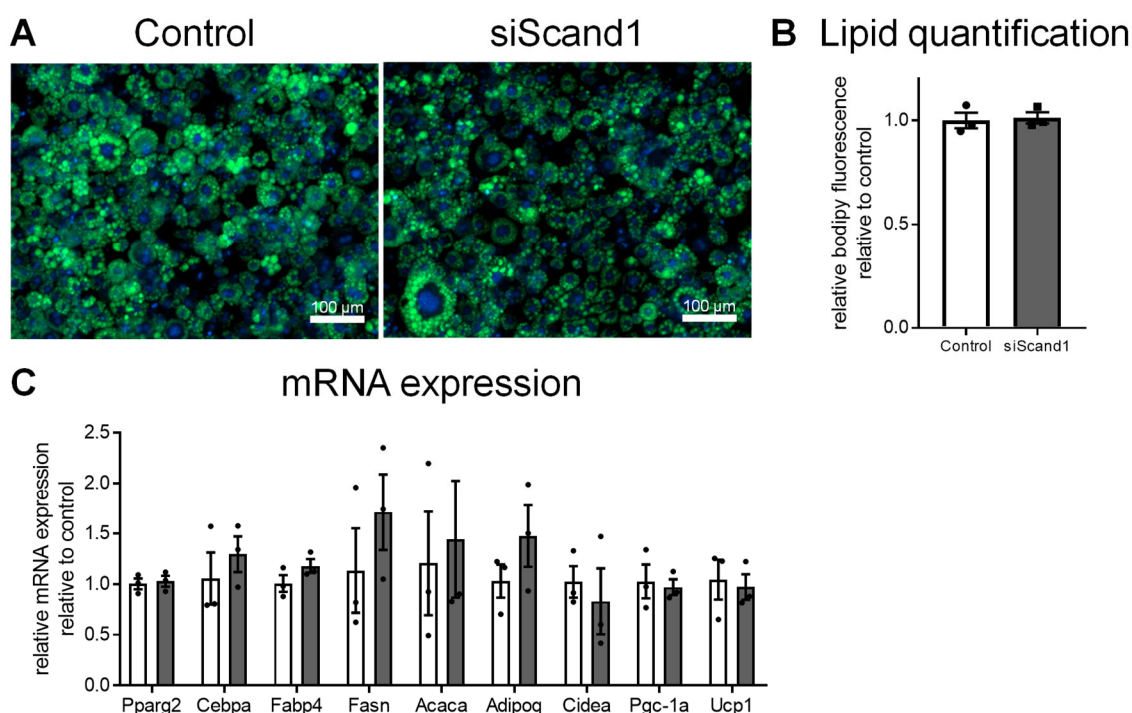 A Control siScand1
100 µm 100 µm
B Lipid quantification
relative bodipy fluorescence
relative to control
1.0
0.5
0.0
Control siScand1
C mRNA expression
relative mRNA expression
relative to control
2.5
2.0
1.5
1.0
0.5
0.0
Pparg2 Cebpa Fabp4 Fasn Acaca Adipoq Cidea Pgc-1a Ucp1